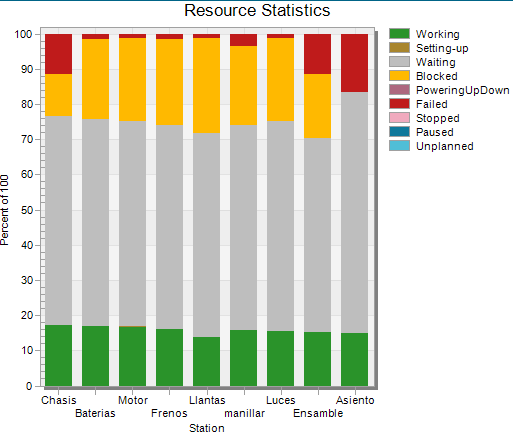 Resource Statistics
100
90
80
70
60
50
40
30
20
10
0
Percent of 100
Chasis
Baterias
Motor
Frenos
Llantas
manillar
Luces
Ensamble
Asiento
Station
Working
Setting-up
Waiting
Blocked
PoweringUpDown
Failed
Stopped
Paused
Unplanned